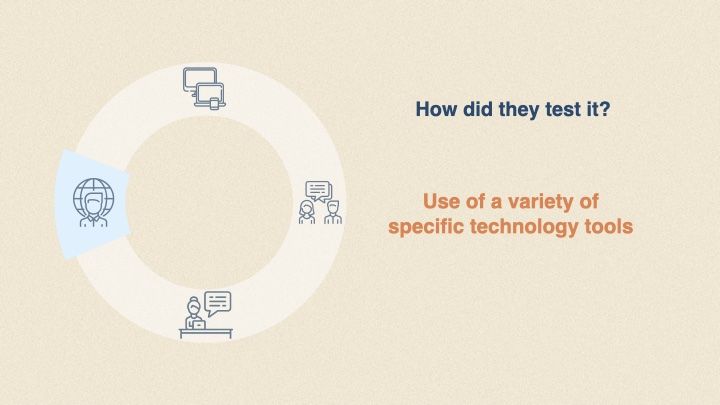 How did they test it?
Use of a variety of
specific technology tools